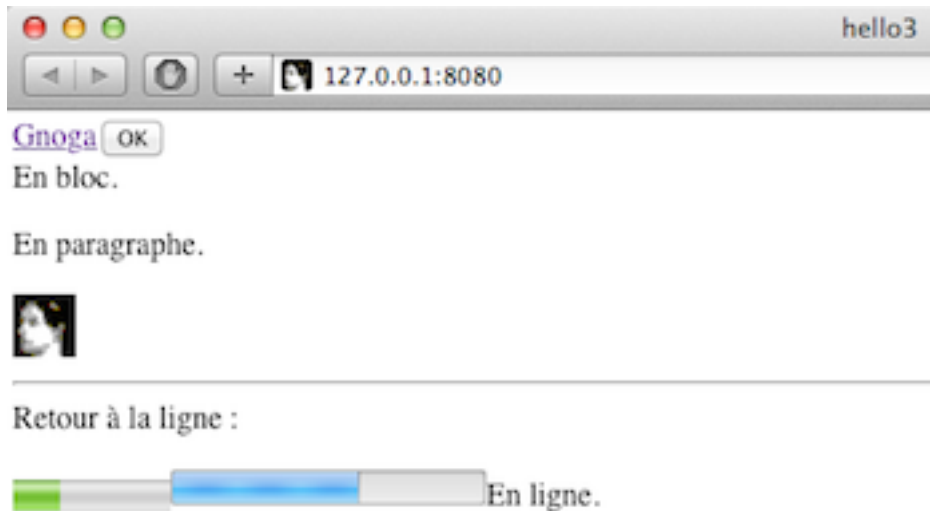 hello3
+ 127.0.0.1:8080
Gnoga OK
En bloc.
En paragraphe.
Retour à la ligne :
En ligne.